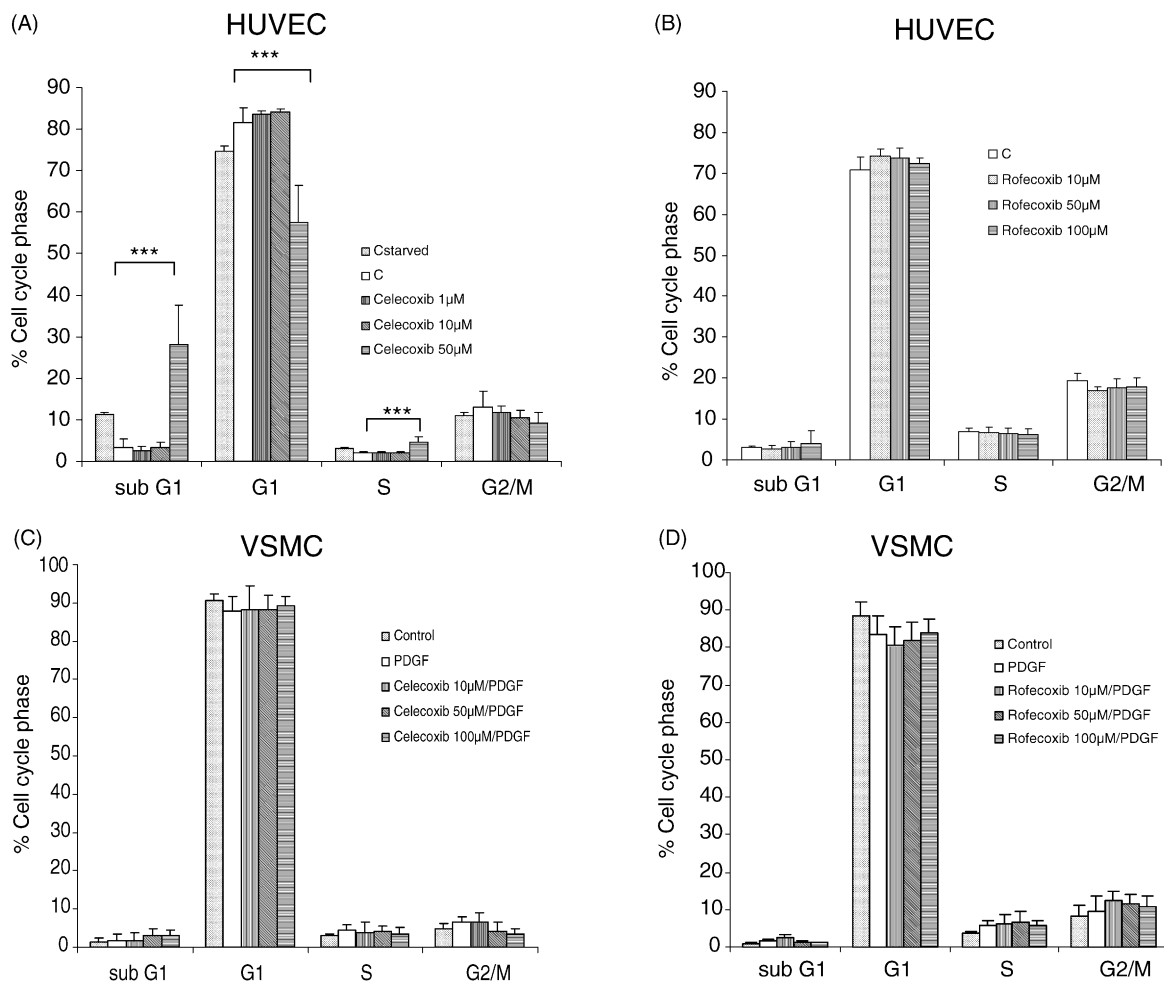 (A)
HUVEC
***
90
80
70
60
50
40
30
20
10
0
% Cell cycle phase
***
***
Cstarved
C
Celecoxib 1µM
Celecoxib 10µM
Celecoxib 50µM
sub G1 G1 S G2/M
(B)
HUVEC
90
80
70
60
50
40
30
20
10
0
% Cell cycle phase
C
Rofecoxib 10µM
Rofecoxib 50µM
Rofecoxib 100µM
sub G1 G1 S G2/M
(C)
VSMC
100
90
80
70
60
50
40
30
20
10
0
% Cell cycle phase
Control
PDGF
Celecoxib 10µM/PDGF
Celecoxib 50µM/PDGF
Celecoxib 100µM/PDGF
sub G1 G1 S G2/M
(D)
VSMC
100
90
80
70
60
50
40
30
20
10
0
% Cell cycle phase
Control
PDGF
Rofecoxib 10µM/PDGF
Rofecoxib 50µM/PDGF
Rofecoxib 100µM/PDGF
sub G1 G1 S G2/M